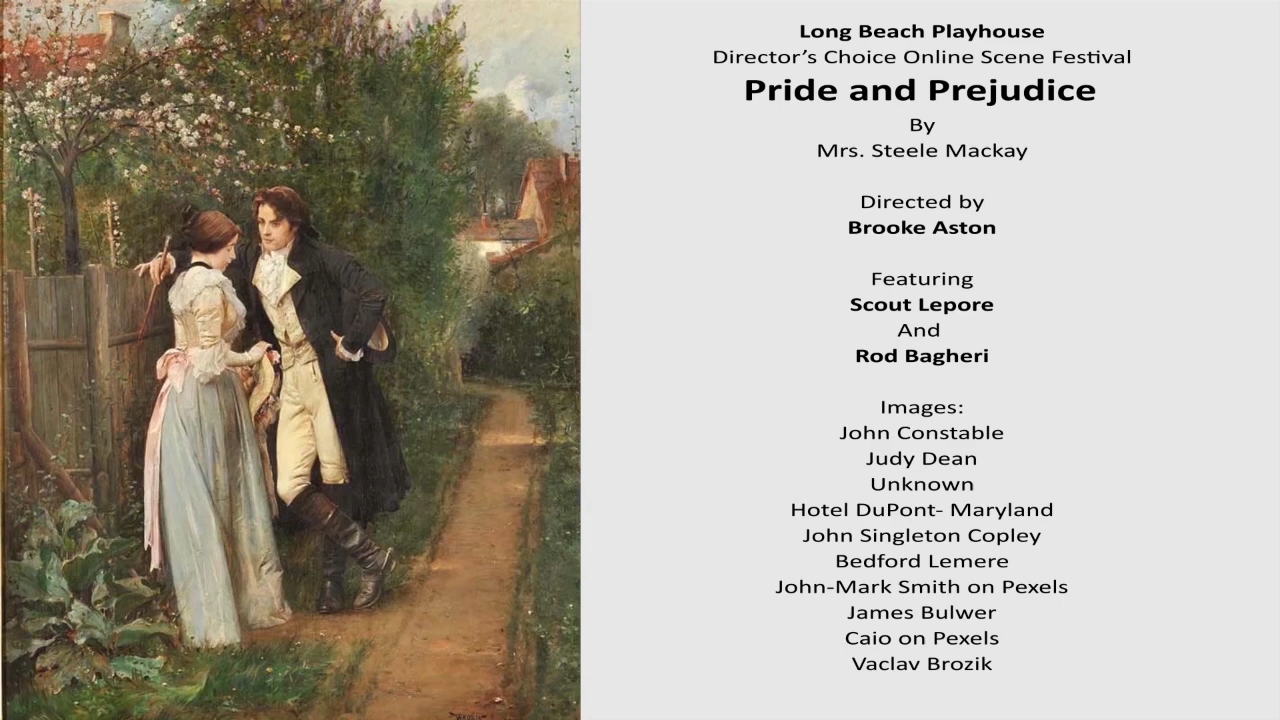 Long Beach Playhouse
Director’s Choice Online Scene Festival
Pride and Prejudice
By
Mrs. Steele Mackay
Directed by
Brooke Aston
Featuring
Scout Lepore
And
Rod Bagheri
Images:
John Constable
Judy Dean
Unknown
Hotel DuPont- Maryland
John Singleton Copley
Bedford Lemere
John-Mark Smith on Pexels
James Bulwer
Caio on Pexels
Vaclav Brozik